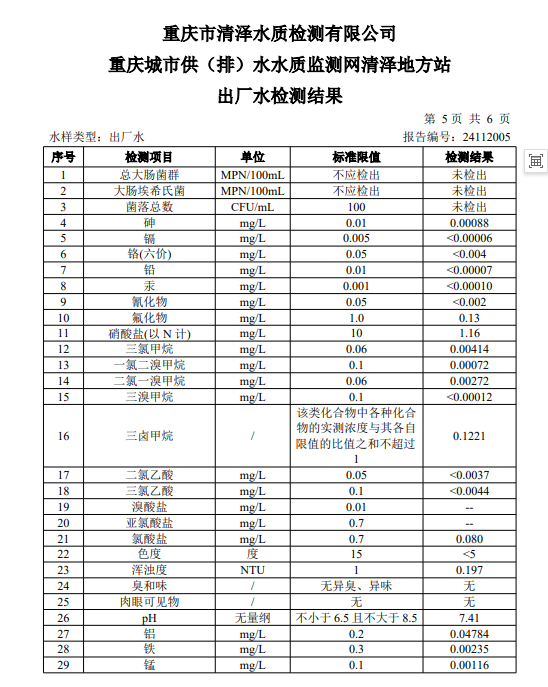 重庆市清泽水质检测有限公司
重庆城市供（排）水水质监测网清泽地方站
出厂水检测结果
第 5 页 共 6 页
水样类型：出厂水 报告编号：24112005
序号 检测项目 单位 标准限值 检测结果
1 总大肠菌群 MPN/100mL 不应检出 未检出
2 大肠埃希氏菌 MPN/100mL 不应检出 未检出
3 菌落总数 CFU/mL 100 未检出
4 砷 mg/L 0.01 0.00088
5 镉 mg/L 0.005 <0.00006
6 铬(六价) mg/L 0.05 <0.004
7 铅 mg/L 0.01 <0.00007
8 汞 mg/L 0.001 <0.00010
9 氰化物 mg/L 0.05 <0.002
10 氟化物 mg/L 1.0 0.13
11 硝酸盐(以 N 计) mg/L 10 1.16
12 三氯甲烷 mg/L 0.06 0.00414
13 一氯二溴甲烷 mg/L 0.1 0.00072
14 二氯一溴甲烷 mg/L 0.06 0.00272
15 三溴甲烷 mg/L 0.1 <0.00012
16 三卤甲烷 / 该类化合物中各种化合
物的实测浓度与其各自
限值的比值之和不超过
1 0.1221
17 二氯乙酸 mg/L 0.05 <0.0037
18 三氯乙酸 mg/L 0.1 <0.0044
19 溴酸盐 mg/L 0.01 --
20 亚氯酸盐 mg/L 0.7 --
21 氯酸盐 mg/L 0.7 0.080
22 色度 度 15 <5
23 浑浊度 NTU 1 0.197
24 臭和味 / 无异臭、异味 无
25 肉眼可见物 / 无 无
26 pH 无量纲 不小于 6.5 且不大于 8.5 7.41
27 铝 mg/L 0.2 0.04784
28 铁 mg/L 0.3 0.00235
29 锰 mg/L 0.1 0.00116